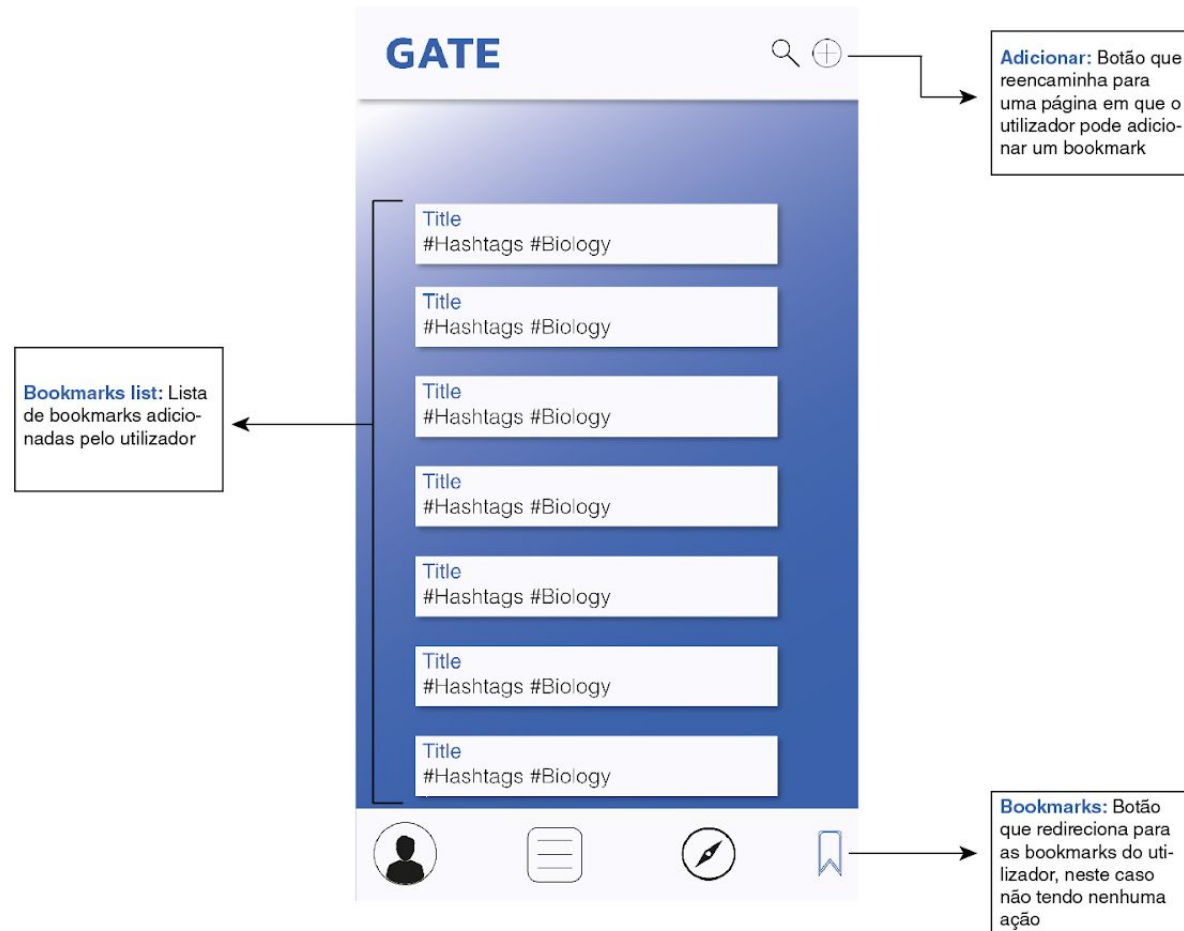 GATE
Adicionar: Botão que
reencaminha para
uma página em que o
utilizador pode adicio-
nar um bookmark
Title
#Hashtags #Biology
Title
#Hashtags #Biology
Title
#Hashtags #Biology
Title
#Hashtags #Biology
Title
#Hashtags #Biology
Title
#Hashtags #Biology
Title
#Hashtags #Biology
Bookmarks list: Lista
de bookmarks adicio-
nadas pelo utilizador
Bookmarks: Botão
que redireciona para
as bookmarks do uti-
lizador, neste caso
não tendo nenhuma
ação